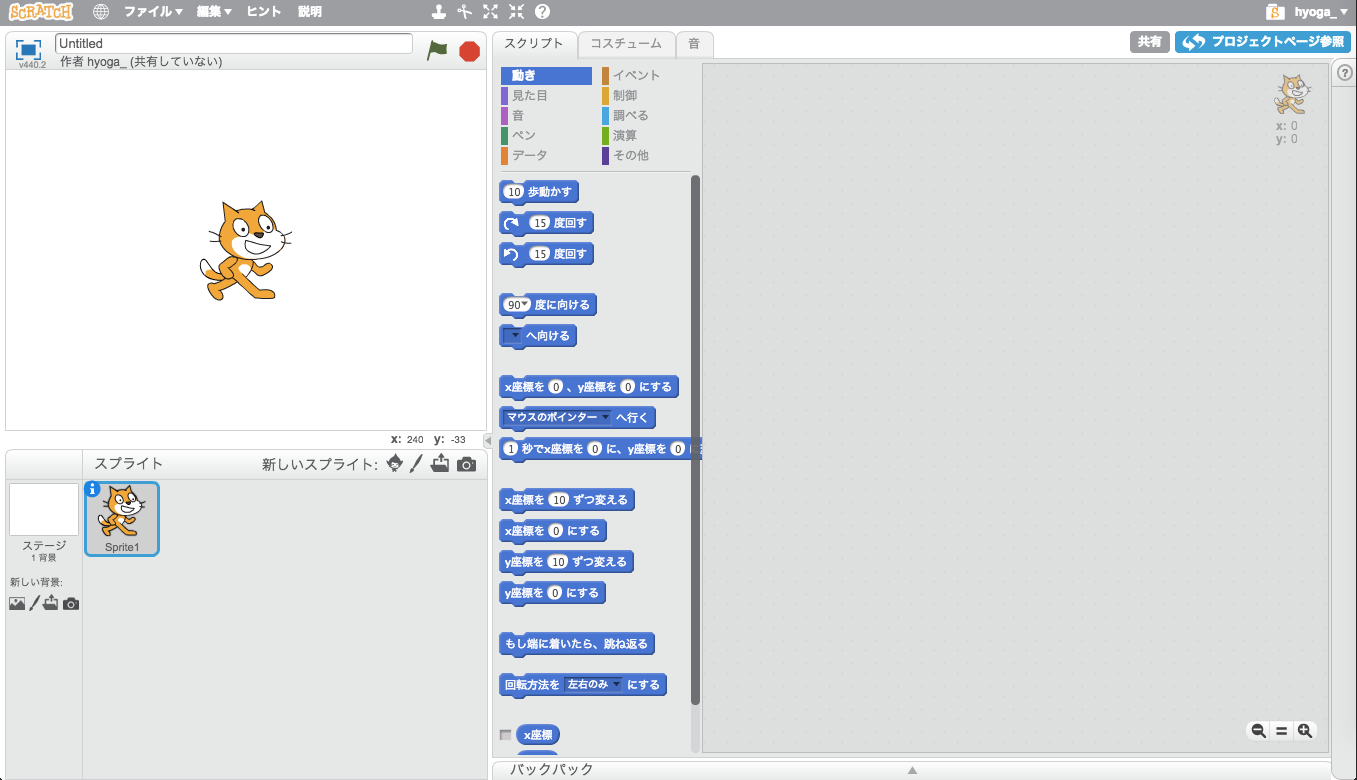 SCRATCH ファイル▼ 編集▼ ヒント 説明 hyoga_▼
v440.2
Untitled
作者 hyoga_ (共有していない)
スクリプト コスチューム 音
共有 プロジェクトページ参照
動き イベント
見た目 制御
音 調べる
ペン 演算
データ その他
x: 0
y: 0
10 歩動かす
15 度回す
15 度回す
90▼ 度に向ける
▼ へ向ける
x座標を 0 、y座標を 0 にする
マウスのポインター ▼ へ行く
1 秒でx座標を 0 に、y座標を 0 に
x座標を 10 ずつ変える
x座標を 0 にする
y座標を 10 ずつ変える
y座標を 0 にする
もし端に着いたら、跳ね返る
回転方法を 左右のみ ▼ にする
x座標
x: 240 y: -33
スプライト 新しいスプライト:
ステージ
1 背景
新しい背景:
Sprite1
バックパック